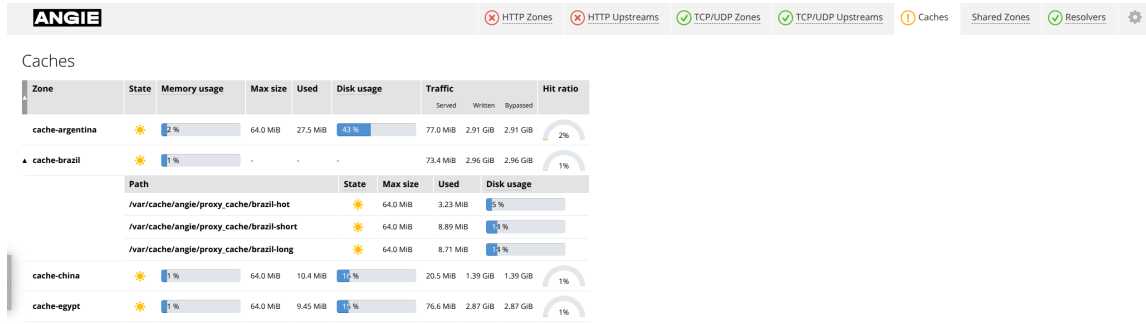 ANGIE HTTP Zones HTTP Upstreams TCP/UDP Zones TCP/UDP Upstreams Caches Shared Zones Resolvers
Caches
Zone State Memory usage Max size Used Disk usage Traffic Hit ratio
Served Written Bypassed
cache-argentina 2 % 64.0 MiB 27.5 MiB 43 % 77.0 MiB 2.91 GiB 2.91 GiB 2%
cache-brazil 1 % - - - 73.4 MiB 2.96 GiB 2.96 GiB 1%
Path State Max size Used Disk usage
/var/cache/angie/proxy_cache/brazil-hot 64.0 MiB 3.23 MiB 5 %
/var/cache/angie/proxy_cache/brazil-short 64.0 MiB 8.89 MiB 14 %
/var/cache/angie/proxy_cache/brazil-long 64.0 MiB 8.71 MiB 14 %
cache-china 1 % 64.0 MiB 10.4 MiB 16 % 20.5 MiB 1.39 GiB 1.39 GiB 1%
cache-egypt 1 % 64.0 MiB 9.45 MiB 15 % 76.6 MiB 2.87 GiB 2.87 GiB 1%